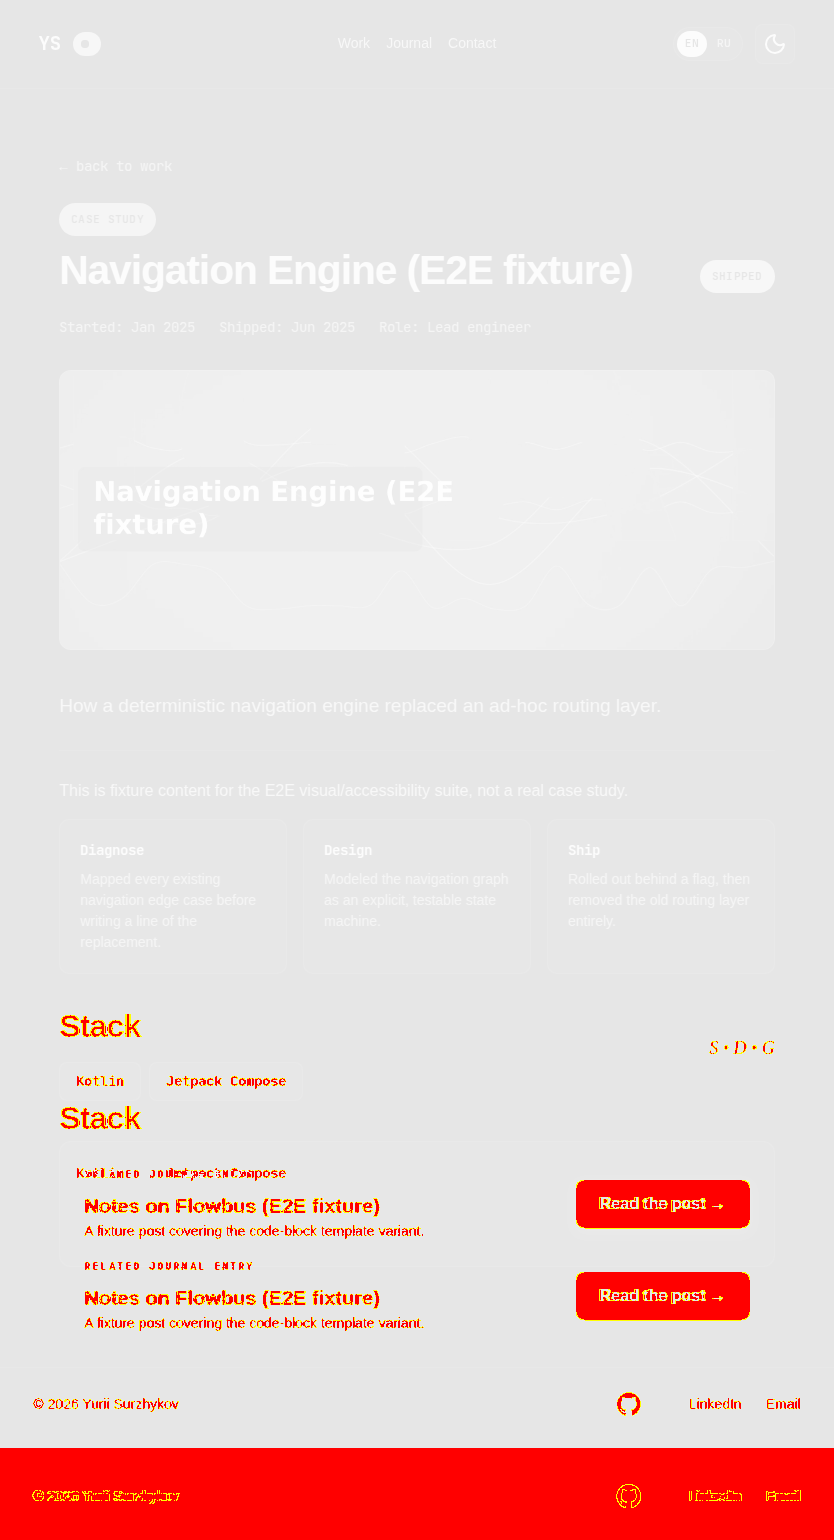 YS
Work Journal Contact
EN RU
← back to work
CASE STUDY
Navigation Engine (E2E fixture)
SHIPPED
Started: Jan 2025 Shipped: Jun 2025 Role: Lead engineer
Navigation Engine (E2E
fixture)
How a deterministic navigation engine replaced an ad-hoc routing layer.
This is fixture content for the E2E visual/accessibility suite, not a real case study.
Diagnose
Mapped every existing
navigation edge case before
writing a line of the
replacement.
Design
Modeled the navigation graph
as an explicit, testable state
machine.
Ship
Rolled out behind a flag, then
removed the old routing layer
entirely.
Stack
S • D • G
Kotlin Jetpack Compose
Stack
Jetpack Compose
Notes on Flowbus (E2E fixture)
A fixture post covering the code-block template variant.
Read the post →
RELATED JOURNAL ENTRY
Notes on Flowbus (E2E fixture)
A fixture post covering the code-block template variant.
Read the post →
© 2026 Yurii Surzhykov
LinkedIn Email
© 2026 Yurii Surzhykov
LinkedIn Email